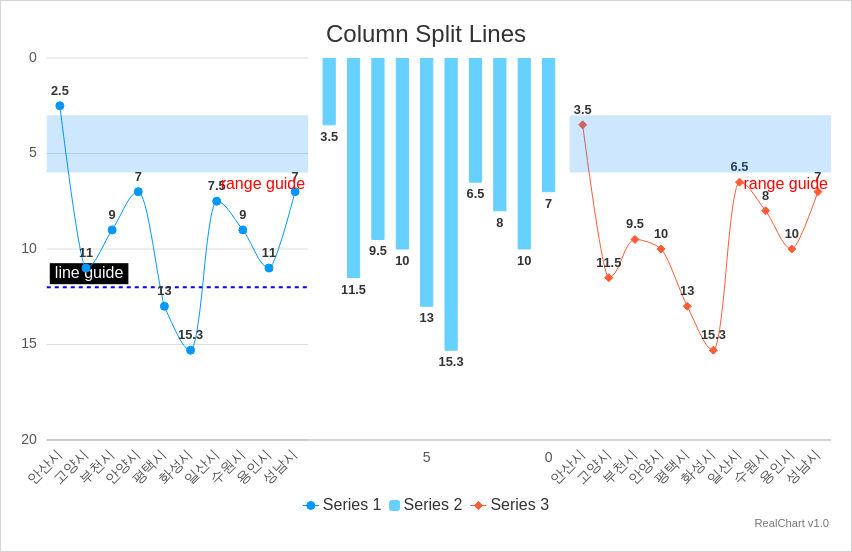 Column Split Lines
0
5
10
15
20
2.5
11
9
7
13
15.3
7.5
9
11
7
range guide
line guide
3.5
11.5
9.5
10
13
15.3
6.5
8
10
7
3.5
11.5
9.5
10
13
15.3
6.5
8
10
7
range guide
안산시
고양시
부천시
안양시
평택시
화성시
일산시
수원시
용인시
성남시
5
0
안산시
고양시
부천시
안양시
평택시
화성시
일산시
수원시
용인시
성남시
Series 1
Series 2
Series 3
RealChart v1.0